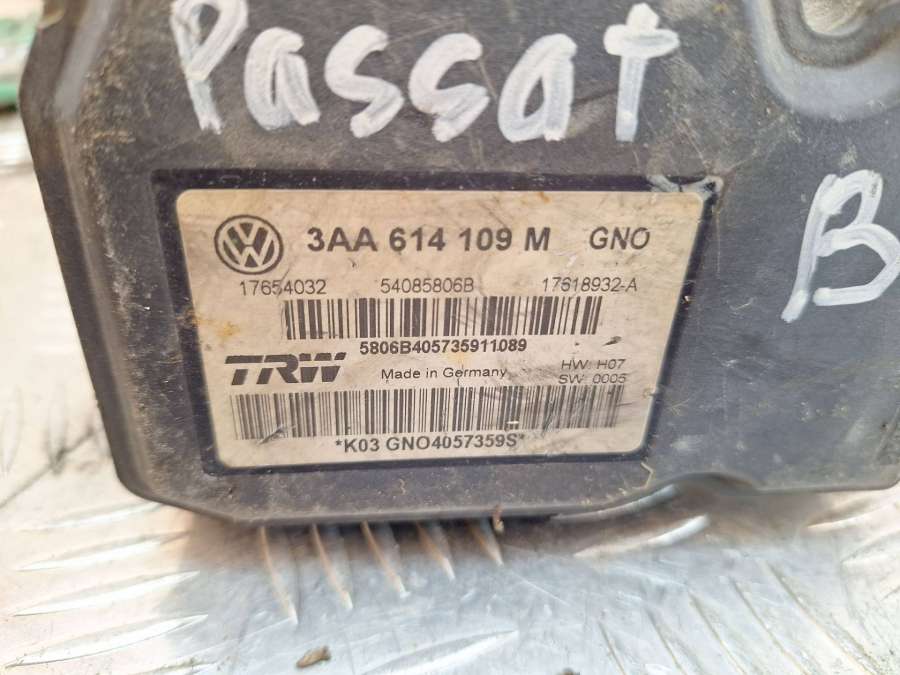 Passat
B
3AA 614 109 M GNO
17654032 54085806B 17618932-A
5806B405735911089
TRW Made in Germany HW: H07
SW: 0005
*K03 GNO4057359S*